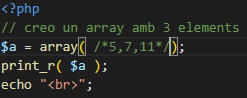 <?php
// creo un array amb 3 elements
$a = array( /*5,7,11*/);
print_r( $a );
echo "<br>";